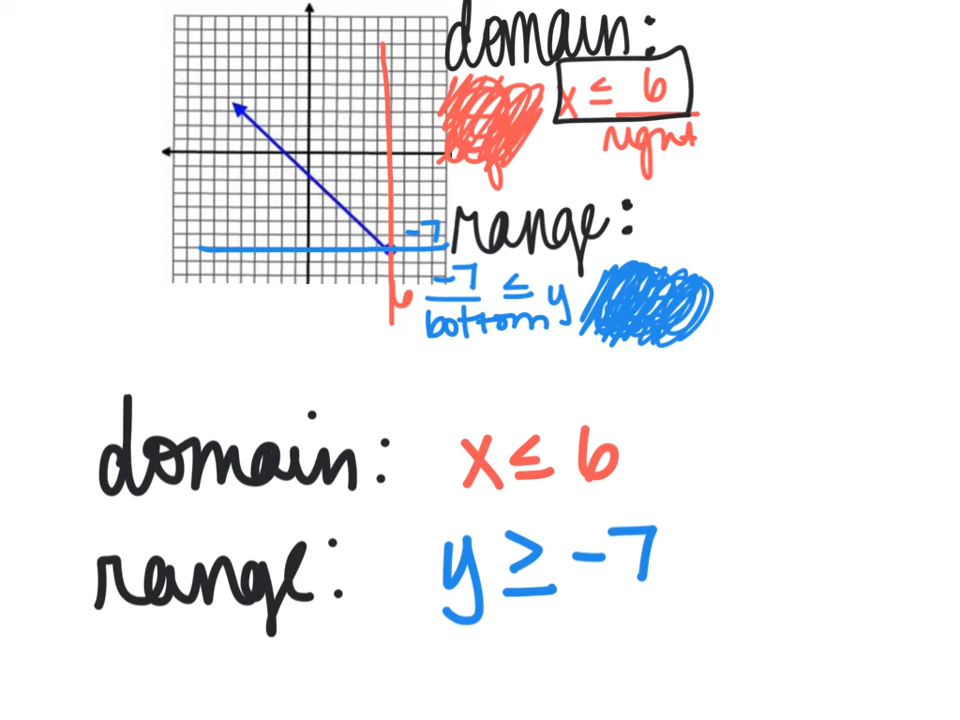 domain:
x ≤ 6
right
-7
range:
6
-7 ≤ y
bottom
domain: x ≤ 6
range: y ≥ -7